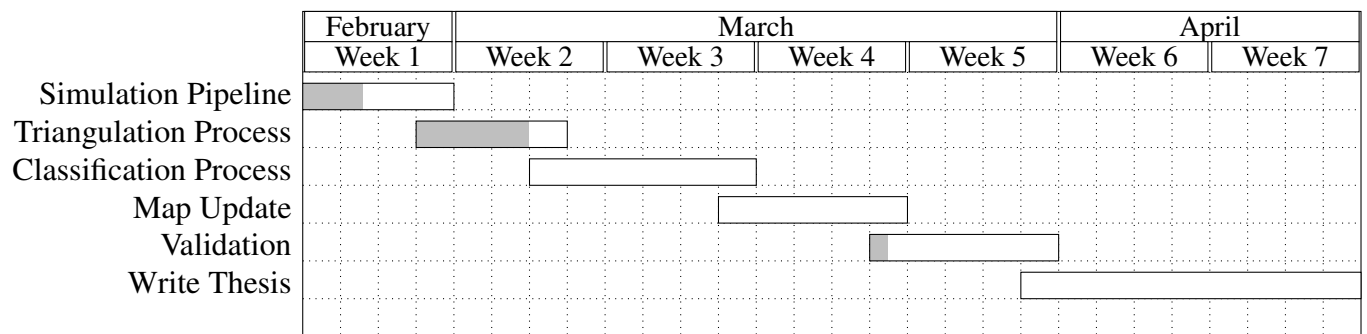 February March April
Week 1 Week 2 Week 3 Week 4 Week 5 Week 6 Week 7
Simulation Pipeline
Triangulation Process
Classification Process
Map Update
Validation
Write Thesis